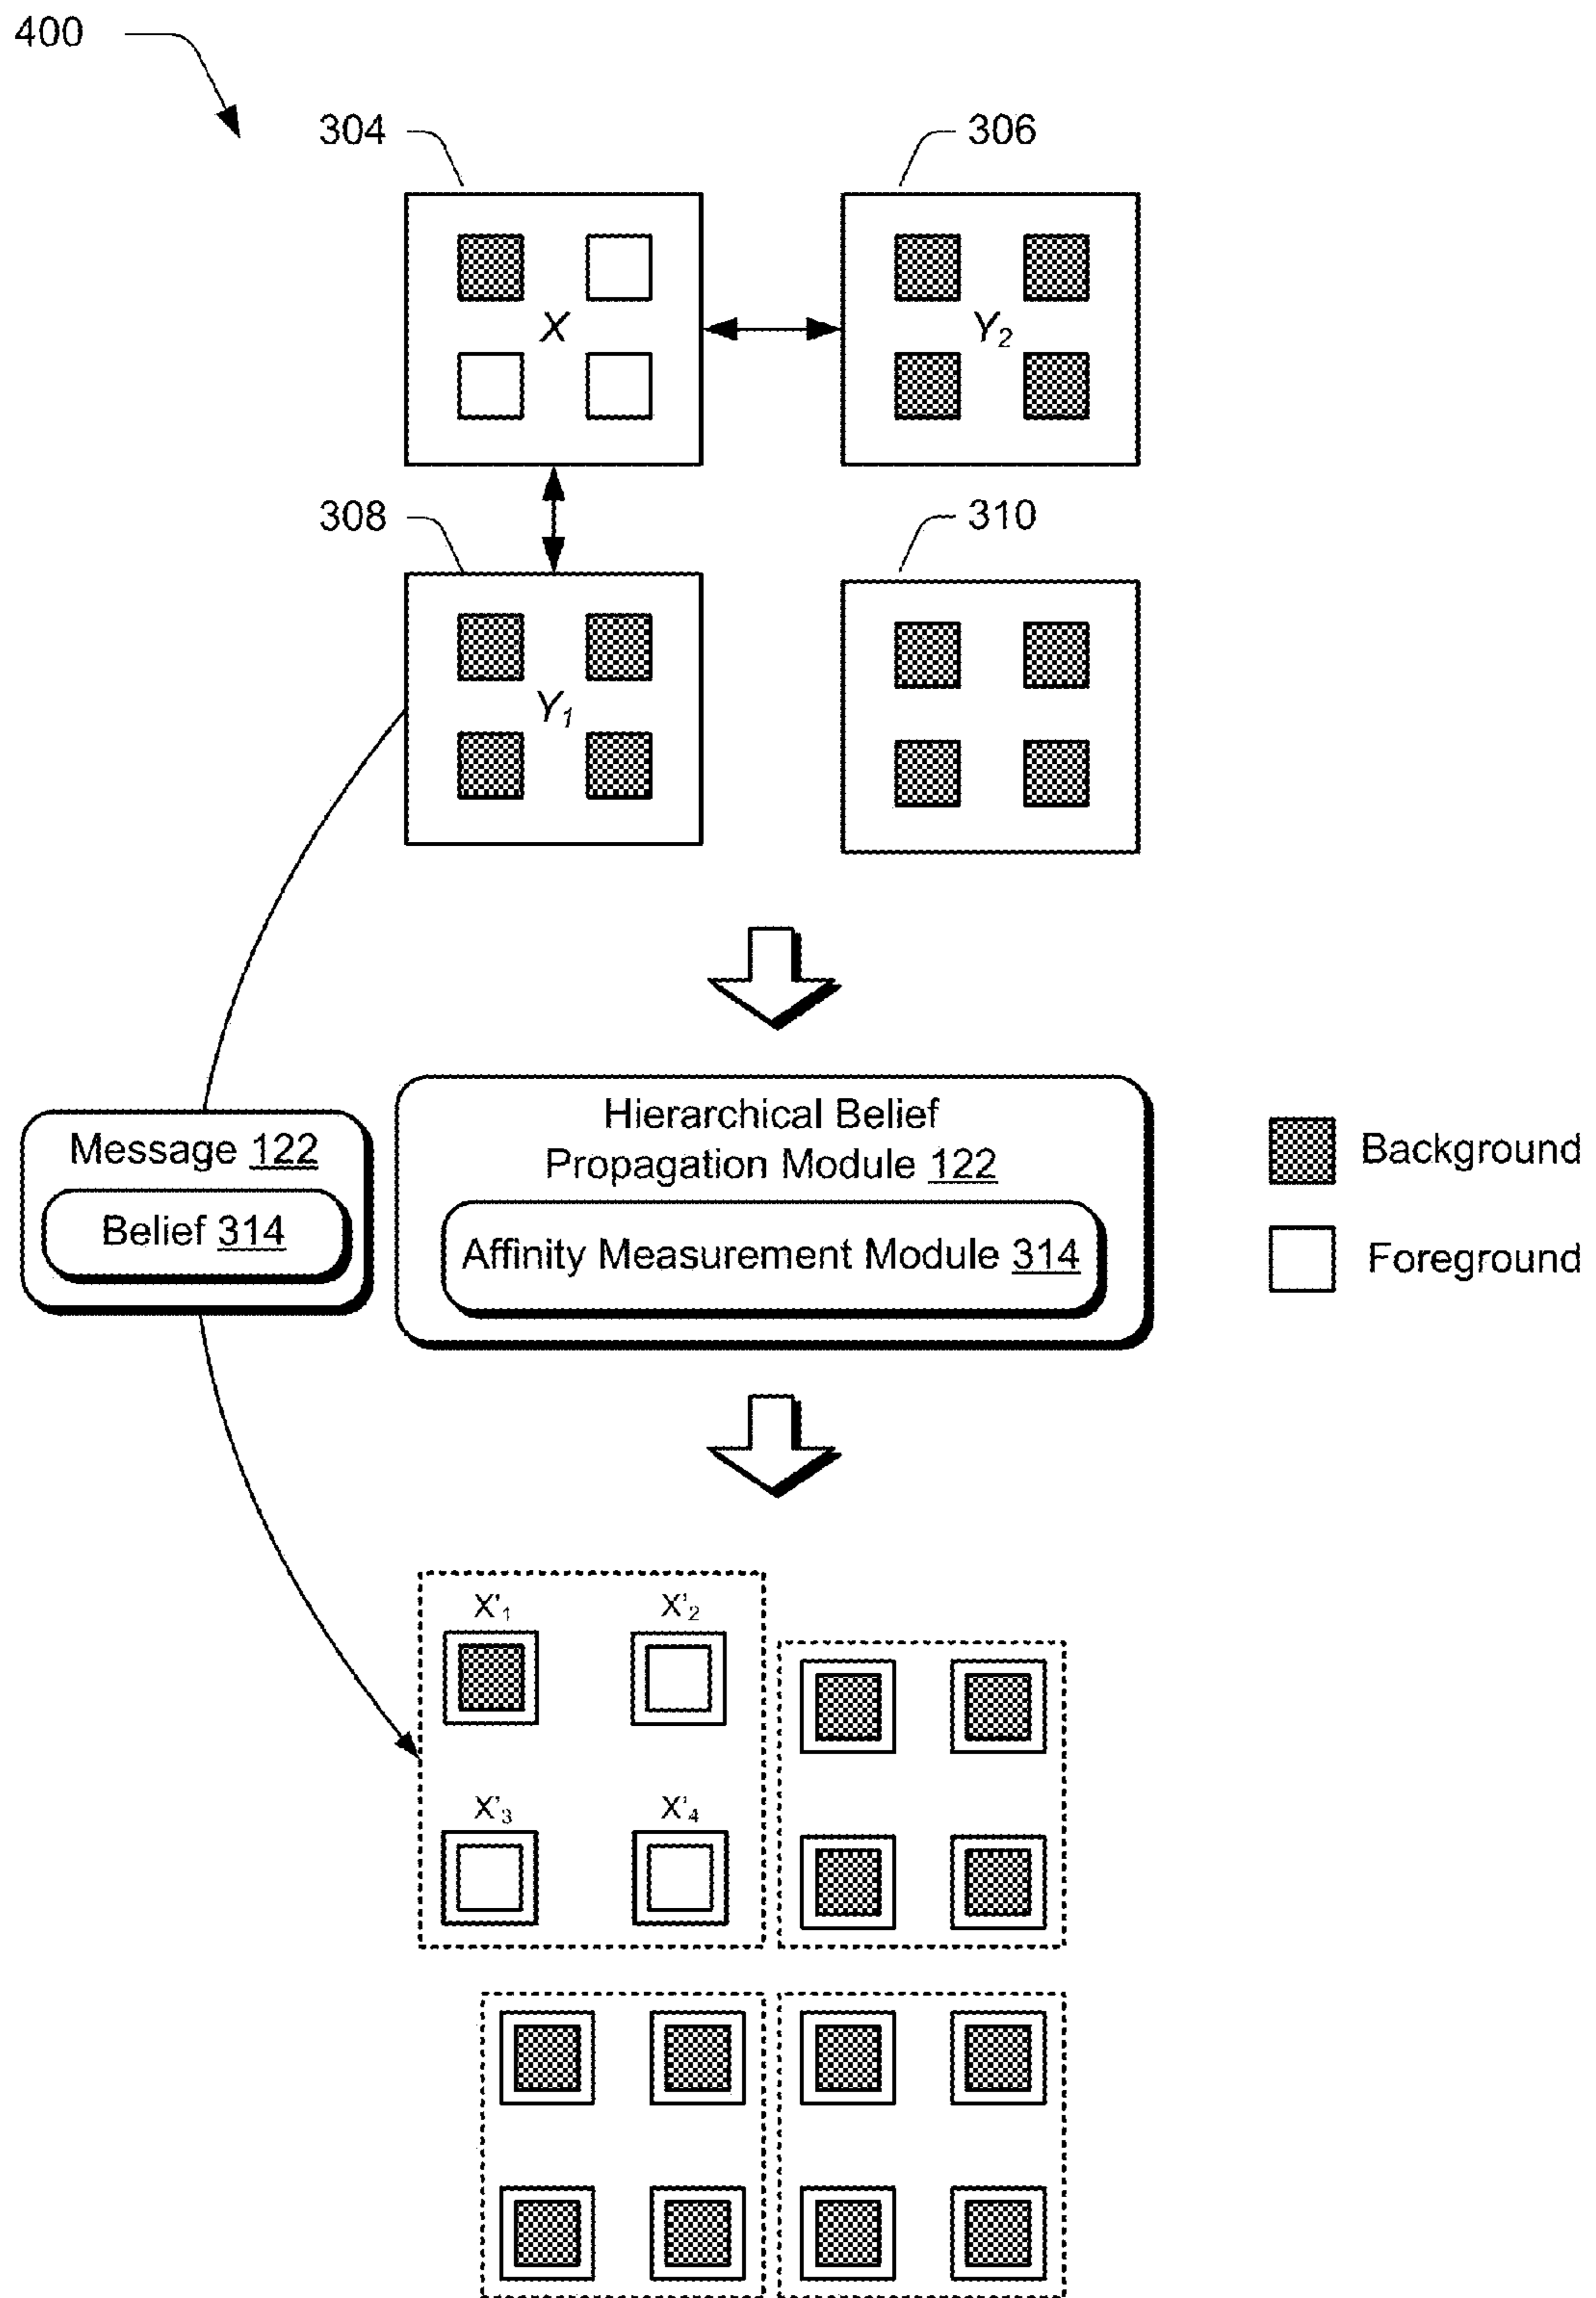 400
304
306
X
Y2
308
310
Y1
Hierarchical Belief
Propagation Module 122
Affinity Measurement Module 314
Message 122
Belief 314
Background
Foreground
X'1
X'2
X'3
X'4